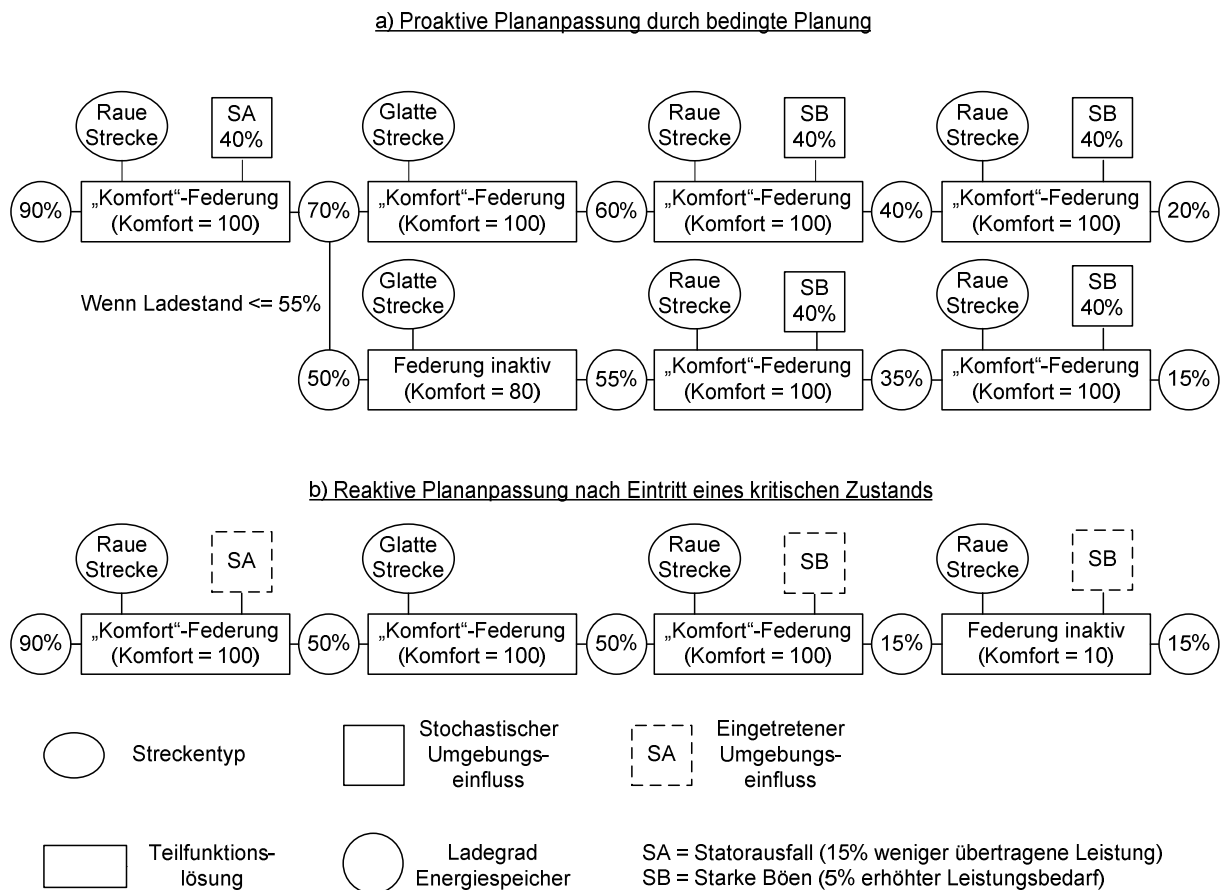 a) Proaktive Plananpassung durch bedingte Planung
Raue
Strecke
SA
40%
Glatte
Strecke
Raue
Strecke
SB
40%
Raue
Strecke
SB
40%
90%
„Komfort“-Federung
(Komfort = 100)
70%
„Komfort“-Federung
(Komfort = 100)
60%
„Komfort“-Federung
(Komfort = 100)
40%
„Komfort“-Federung
(Komfort = 100)
20%
Wenn Ladestand <= 55%
Glatte
Strecke
Raue
Strecke
SB
40%
Raue
Strecke
SB
40%
50%
Federung inaktiv
(Komfort = 80)
55%
„Komfort“-Federung
(Komfort = 100)
35%
„Komfort“-Federung
(Komfort = 100)
15%
b) Reaktive Plananpassung nach Eintritt eines kritischen Zustands
Raue
Strecke
SA
Glatte
Strecke
Raue
Strecke
SB
Raue
Strecke
SB
90%
„Komfort“-Federung
(Komfort = 100)
50%
„Komfort“-Federung
(Komfort = 100)
50%
„Komfort“-Federung
(Komfort = 100)
15%
Federung inaktiv
(Komfort = 10)
15%
Streckentyp
Stochastischer
Umgebungs-
einfluss
SA
Eingetretener
Umgebungs-
einfluss
Teilfunktions-
lösung
Ladegrad
Energiespeicher
SA = Statorausfall (15% weniger übertragene Leistung)
SB = Starke Böen (5% erhöhter Leistungsbedarf)